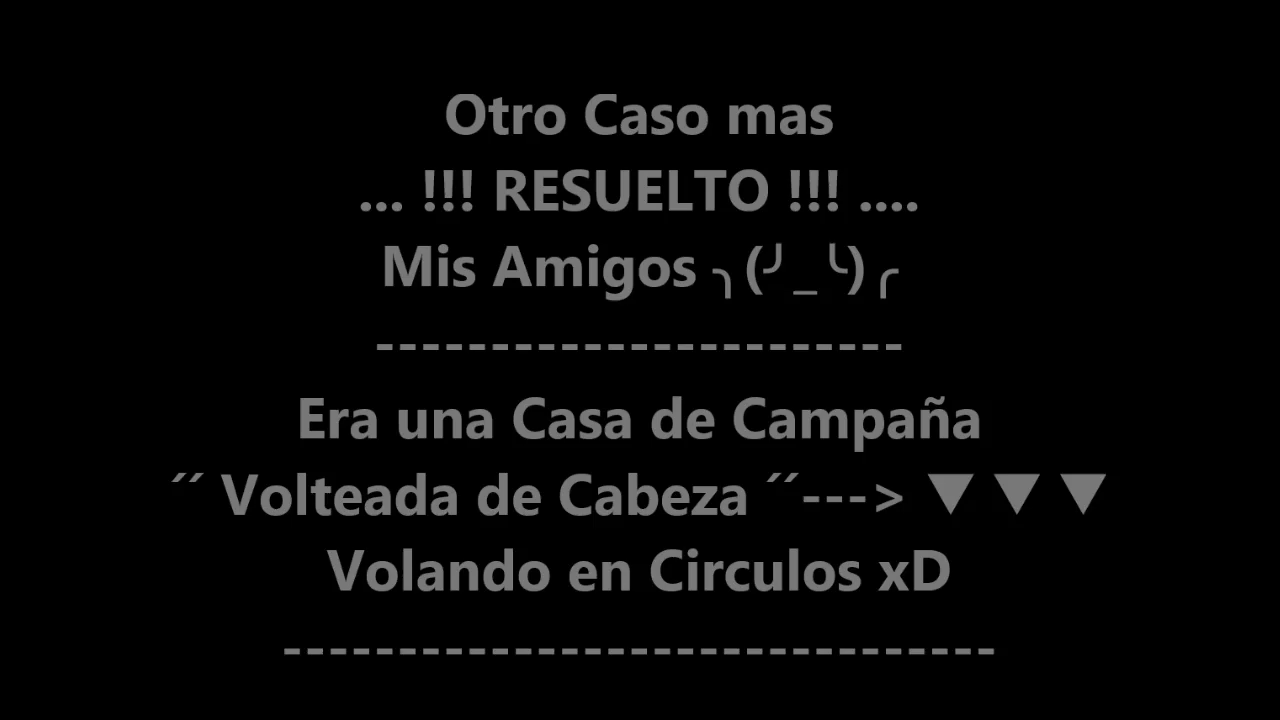 Otro Caso mas
... !!! RESUELTO !!! ....
Mis Amigos ╮(╯_╰)╭
-----------------------
Era una Casa de Campaña
´´ Volteada de Cabeza ´´---> ▼ ▼ ▼
Volando en Circulos xD
-------------------------------